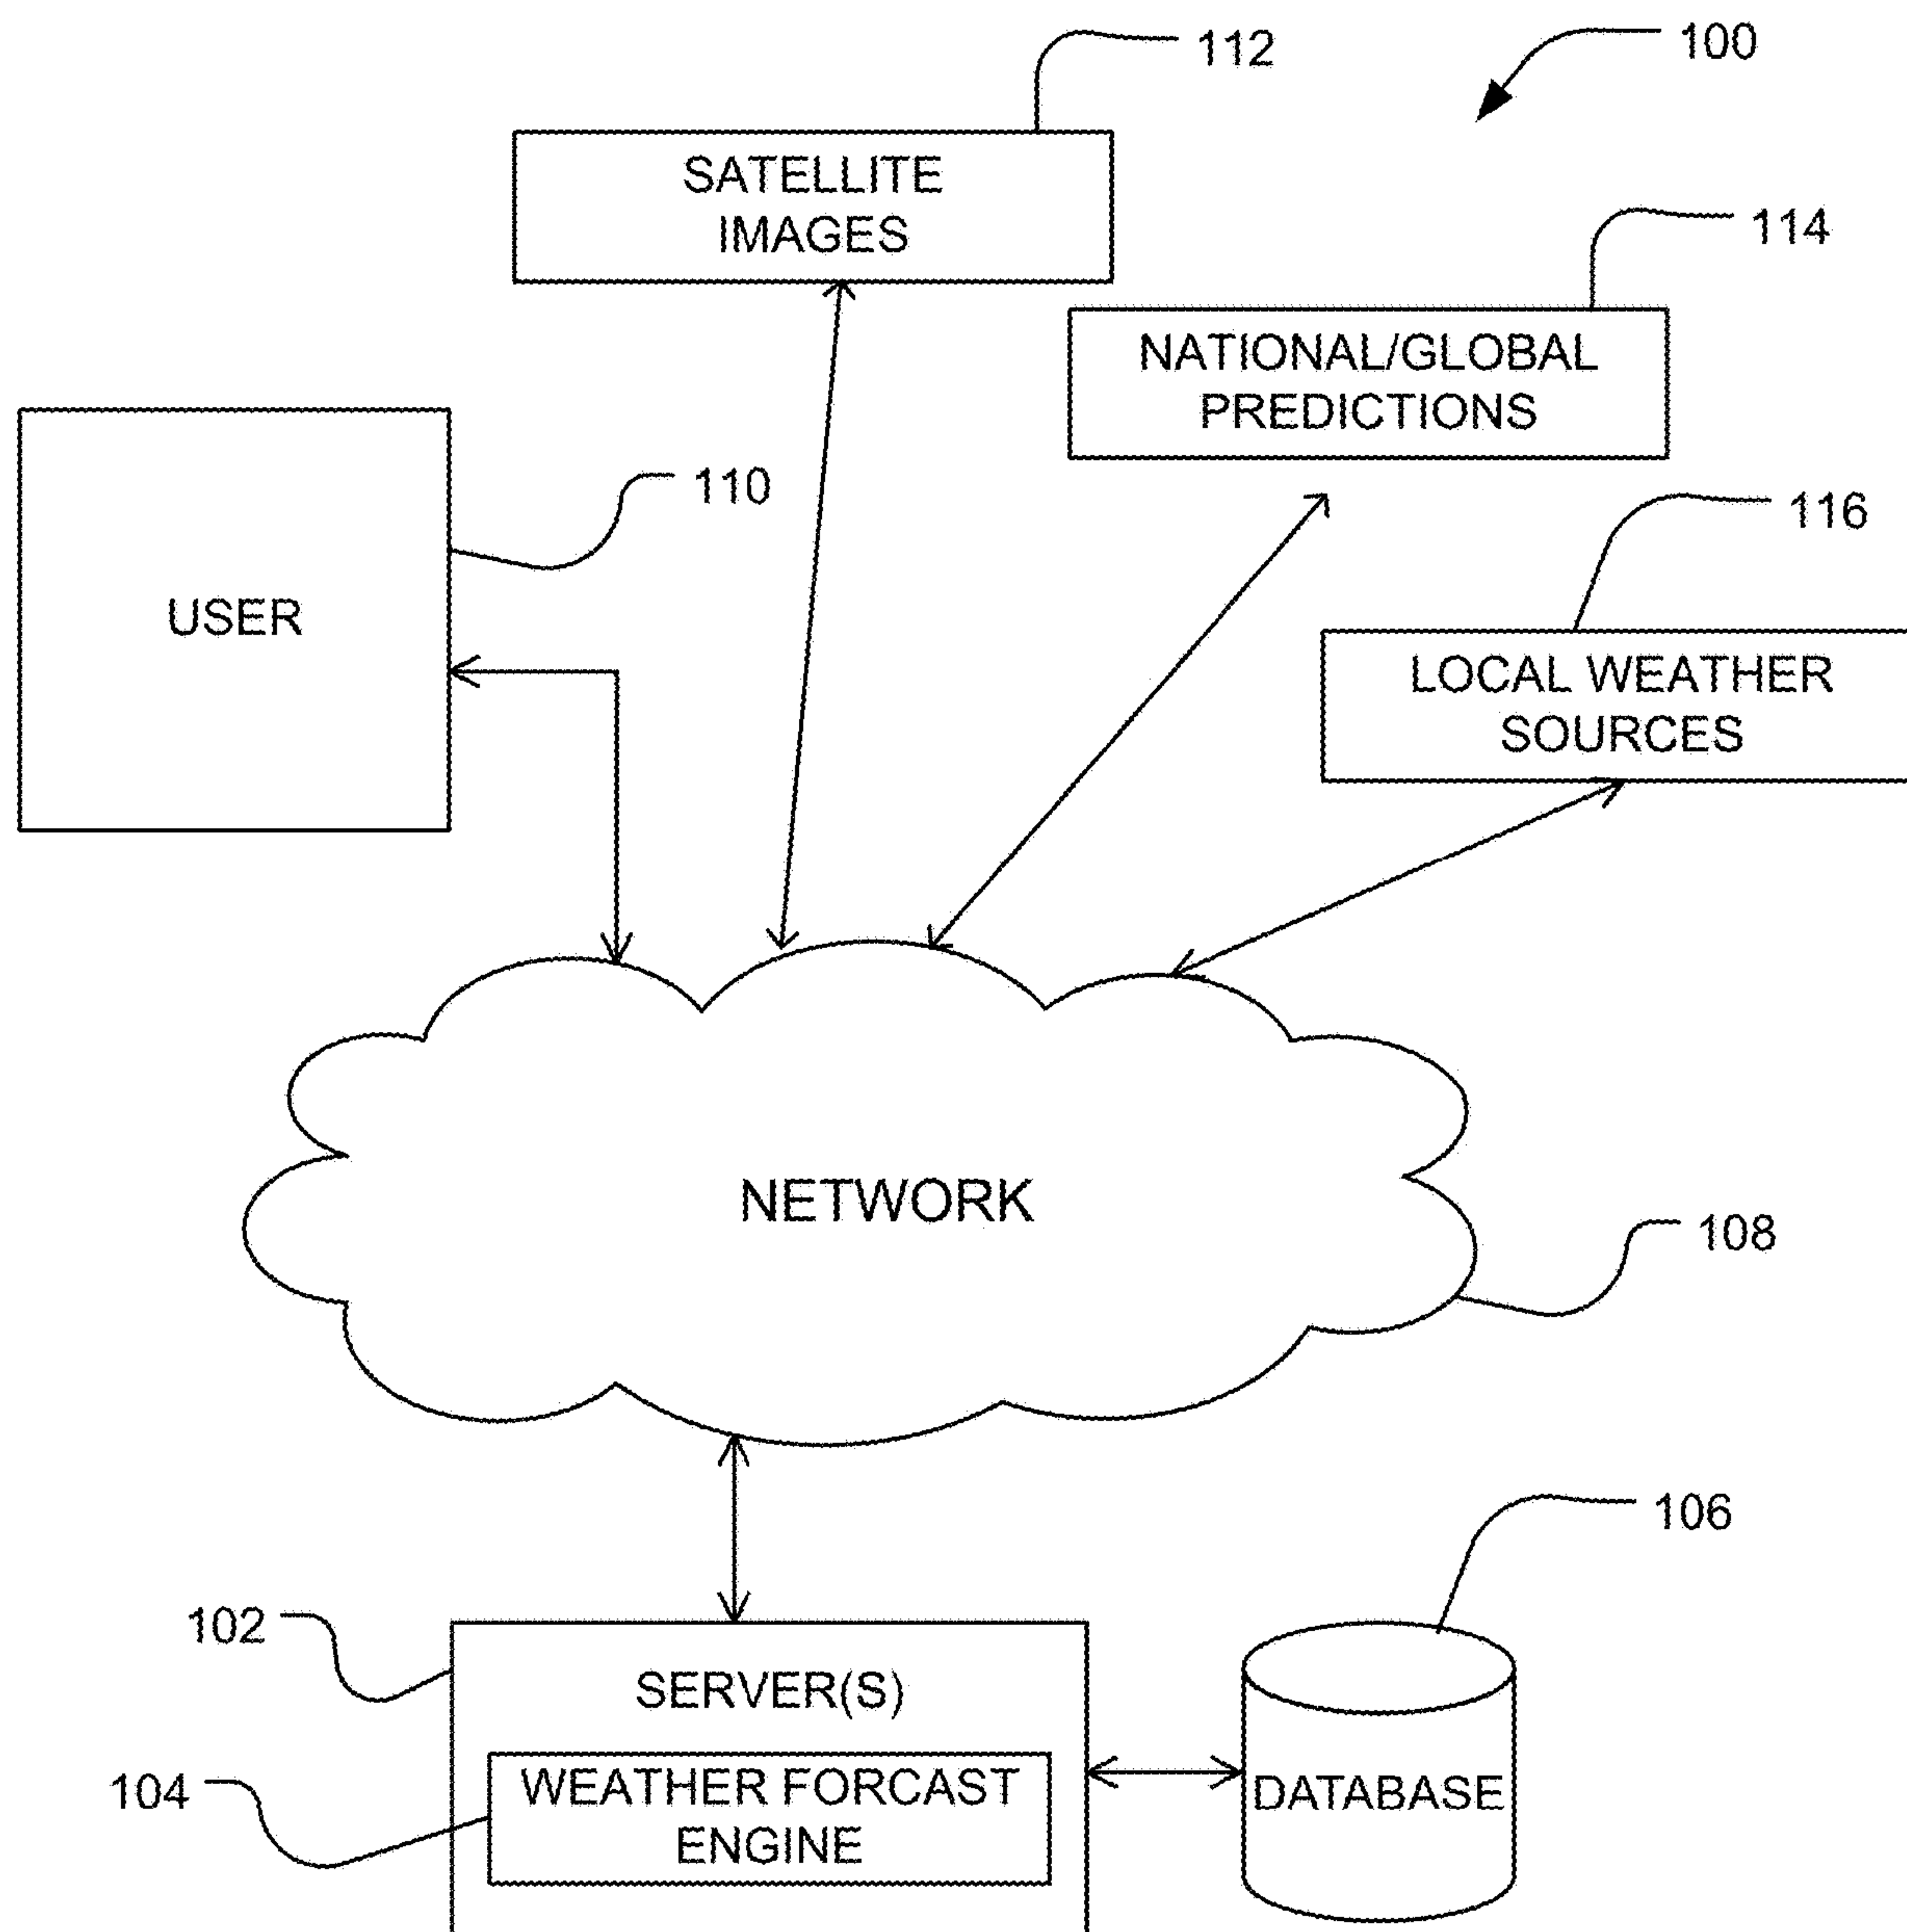 112
100
SATELLITE
IMAGES
114
NATIONAL/GLOBAL
PREDICTIONS
110
116
USER
LOCAL WEATHER
SOURCES
NETWORK
108
106
102
SERVER(S)
104
WEATHER FORCAST
ENGINE
DATABASE